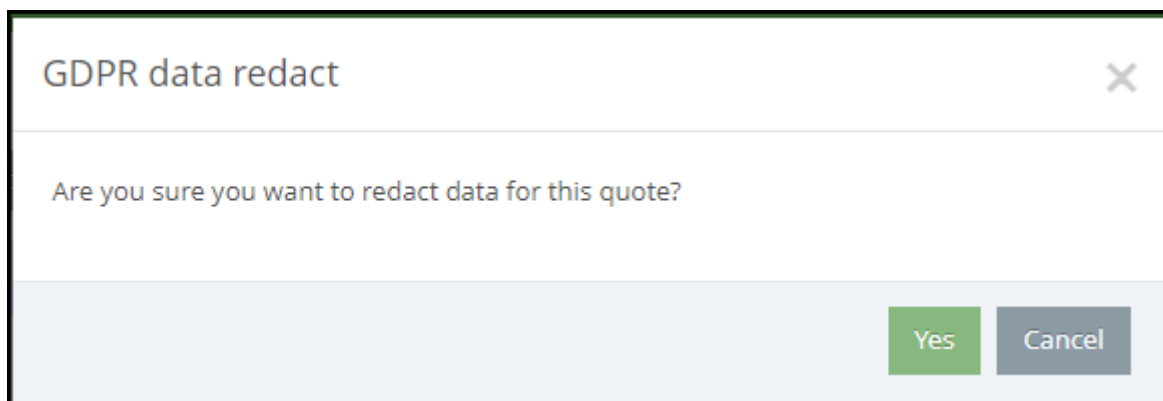 GDPR data redact
Are you sure you want to redact data for this quote?
Yes Cancel